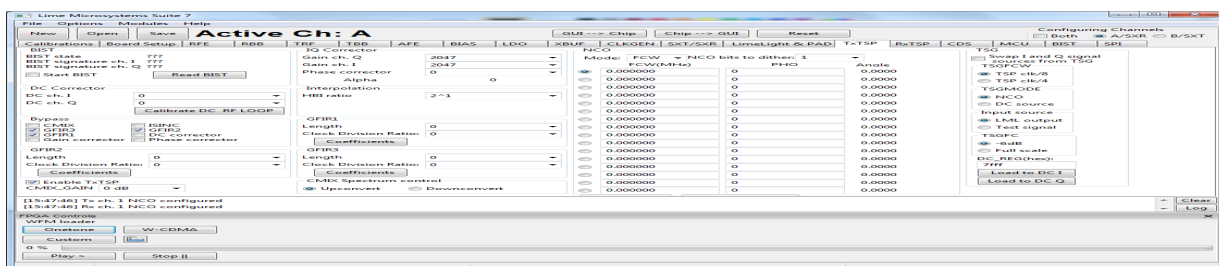 Lime Microsystems Suite 7
File Options Modules Help
New Open Save Active Ch: A GUI --> Chip Chip --> GUI Reset Configuring Channels
Both A/SXR B/SXT
Calibrations Board Setup RFE RBB TRF TBB AFE BIAS LDO XBUF CLKGEN SXT/SXR LimeLight & PAD TxTSP RxTSP CDS MCU BIST SPI
BIST
BIST state ???
BIST signature ch. I ???
BIST signature ch. Q ???
Start BIST Read BIST
DC Corrector
DC ch. I 0
DC ch. Q 0
Calibrate DC RF LOOP
Bypass
CMIX ISINC
GFIR3 GFIR2
GFIR1 DC corrector
Gain corrector Phase corrector
GFIR2
Length 0
Clock Division Ratio: 0
Coefficients
Enable TxTSP
CMIX_GAIN 0 dB
IQ Corrector
Gain ch. Q 2047
Gain ch. I 2047
Phase corrector 0
Alpha 0
Interpolation
HBI ratio 2^1
GFIR1
Length 0
Clock Division Ratio: 0
Coefficients
GFIR3
Length 0
Clock Division Ratio: 0
Coefficients
CMIX Spectrum control
Upconvert Downconvert
NCO
Mode: FCW NCO bits to dither: 1
FCW(MHz) PHO Angle
0.000000 0 0.0000
0.000000 0 0.0000
0.000000 0 0.0000
0.000000 0 0.0000
0.000000 0 0.0000
0.000000 0 0.0000
0.000000 0 0.0000
0.000000 0 0.0000
0.000000 0 0.0000
0.000000 0 0.0000
0.000000 0 0.0000
0.000000 0 0.0000
0.000000 0 0.0000
0.000000 0 0.0000
TSG
Swap I and Q signal
sources from TSG
TSGFCW
TSP clk/8
TSP clk/4
TSGMODE
NCO
DC source
Input source
LML output
Test signal
TSGFC
-6dB
Full scale
DC_REG(hex):
7fff
Load to DC I
Load to DC Q
[15:47:46] Tx ch. 1 NCO configured
[15:47:46] Rx ch. 1 NCO configured
Clear
Log
FPGA Controls
WFM loader
Onetone W-CDMA
Custom
0 %
Play > Stop ||